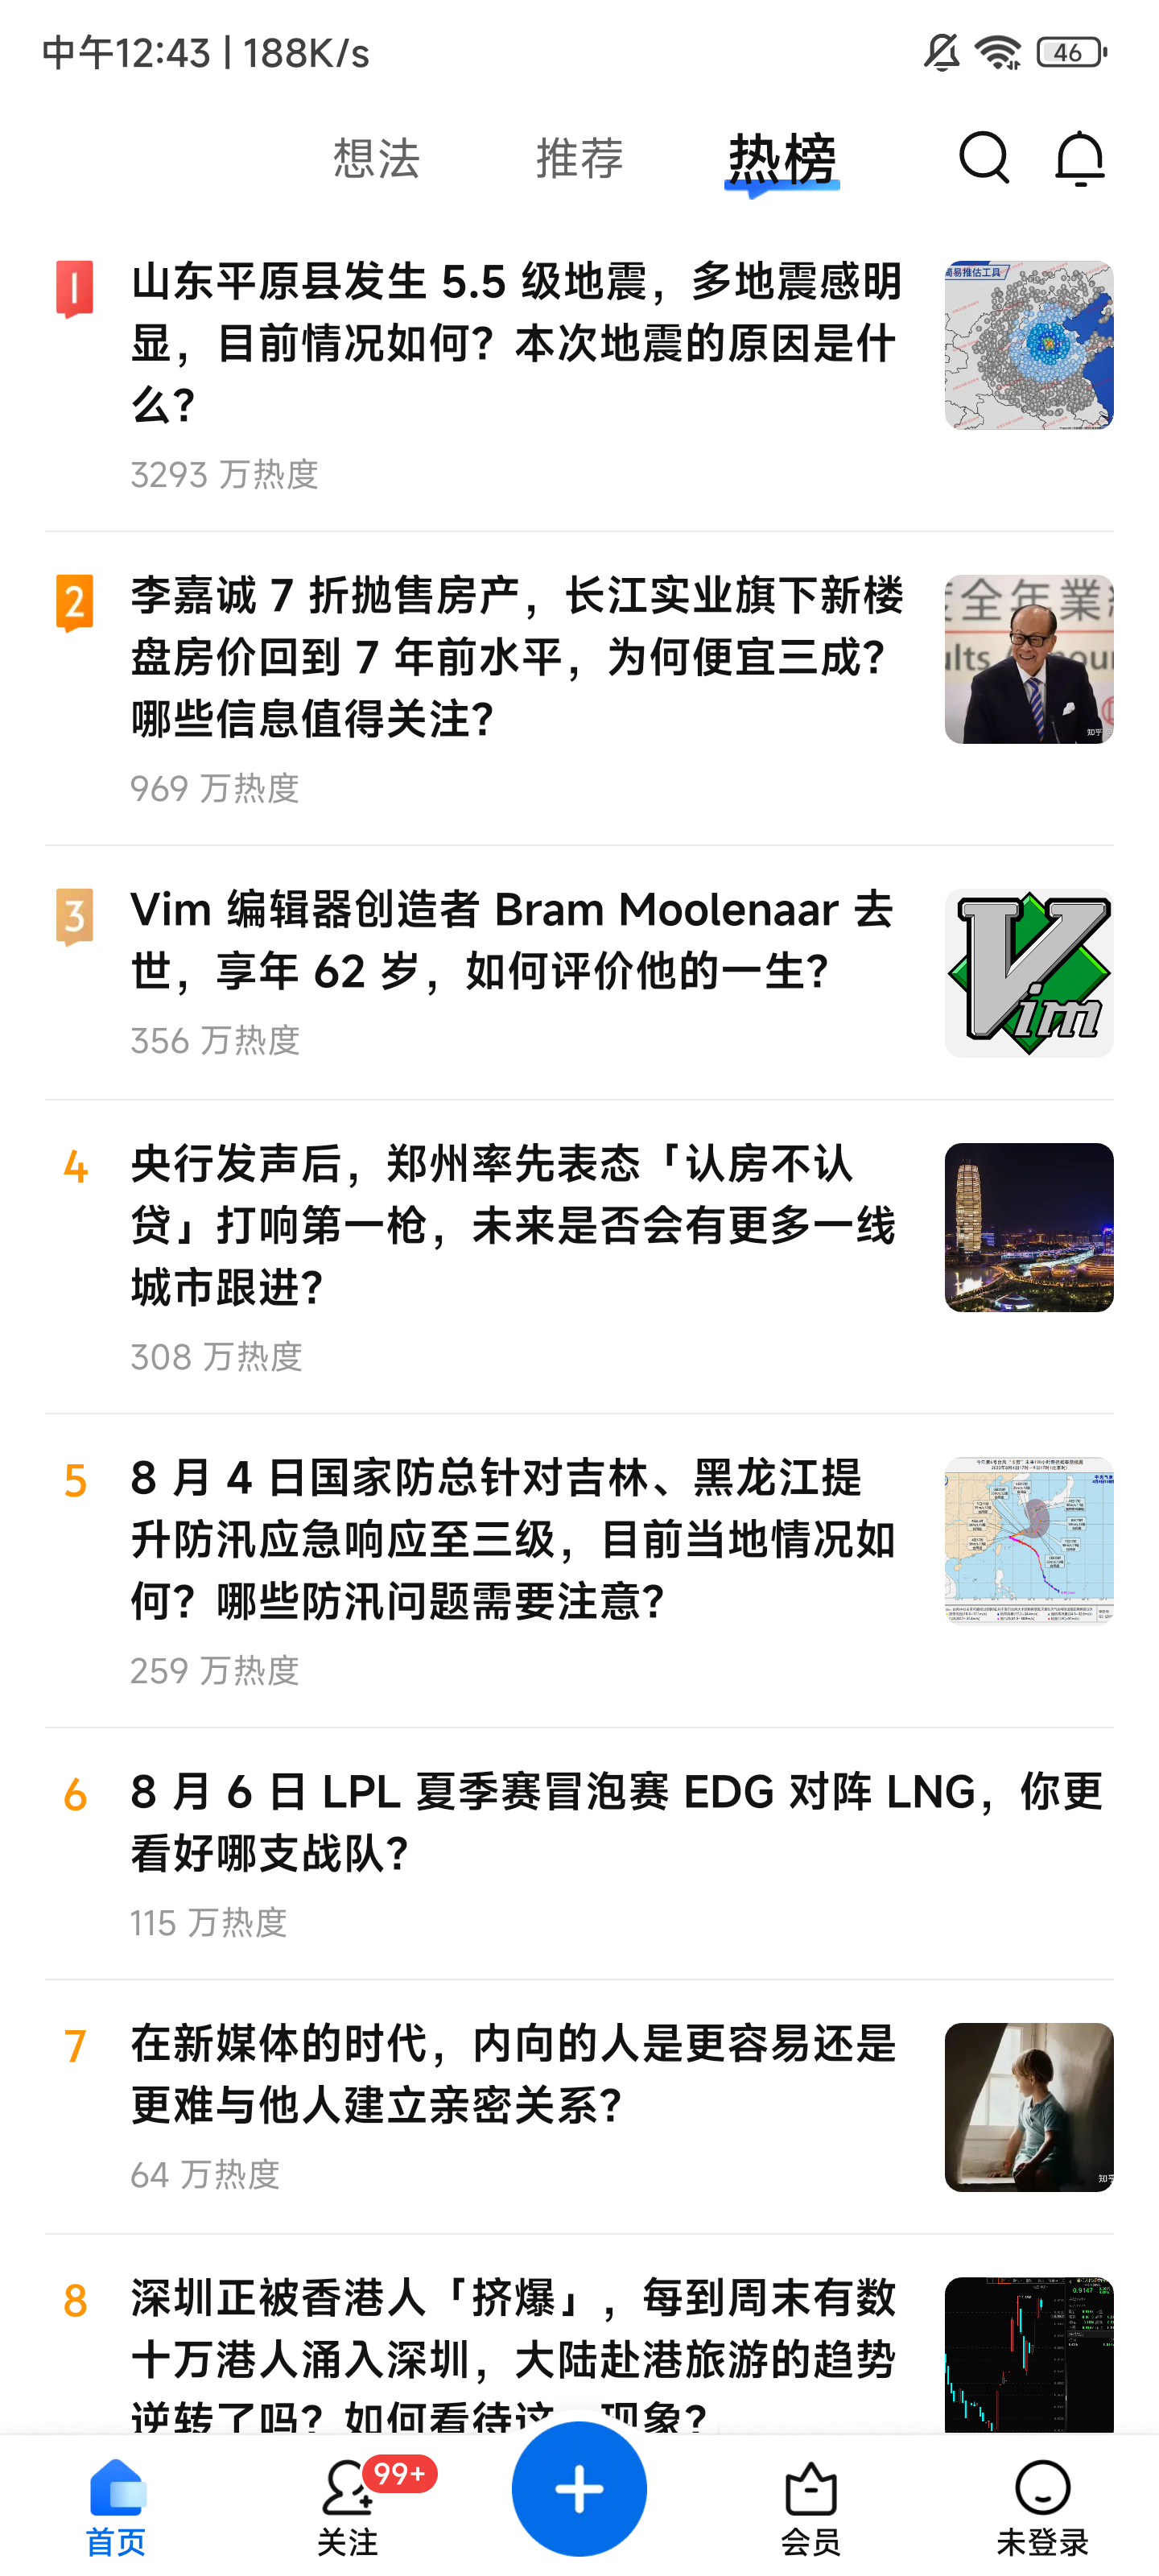 中午12:43 | 188K/s
46
想法 推荐 热榜
1 山东平原县发生 5.5 级地震，多地震感明
显，目前情况如何？本次地震的原因是什
么？
简易推估工具
3293 万热度
2 李嘉诚 7 折抛售房产，长江实业旗下新楼
盘房价回到 7 年前水平，为何便宜三成？
哪些信息值得关注？
全年業
ults
知乎
969 万热度
3 Vim 编辑器创造者 Bram Moolenaar 去
世，享年 62 岁，如何评价他的一生？
Vim
356 万热度
4 央行发声后，郑州率先表态「认房不认
贷」打响第一枪，未来是否会有更多一线
城市跟进？
308 万热度
5 8 月 4 日国家防总针对吉林、黑龙江提
升防汛应急响应至三级，目前当地情况如
何？哪些防汛问题需要注意？
259 万热度
6 8 月 6 日 LPL 夏季赛冒泡赛 EDG 对阵 LNG，你更
看好哪支战队？
115 万热度
7 在新媒体的时代，内向的人是更容易还是
更难与他人建立亲密关系？
知乎
64 万热度
8 深圳正被香港人「挤爆」，每到周末有数
十万港人涌入深圳，大陆赴港旅游的趋势
逆转了吗？如何看待这 现象？
0.9147
99+
首页 关注 会员 未登录